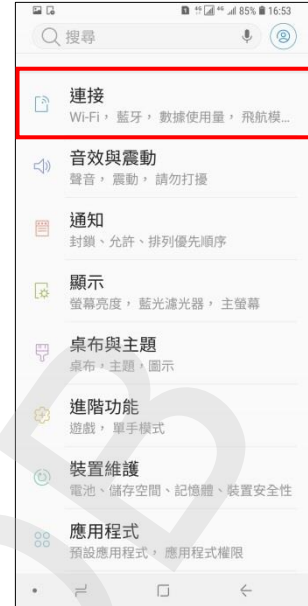 85% 16:53
搜尋
連接
Wi-Fi， 藍牙， 數據使用量， 飛航模...
音效與震動
聲音， 震動， 請勿打擾
通知
封鎖、允許、排列優先順序
顯示
螢幕亮度， 藍光濾光器， 主螢幕
桌布與主題
桌布，主題，圖示
進階功能
遊戲， 單手模式
裝置維護
電池、儲存空間、記憶體、裝置安全性
應用程式
預設應用程式， 應用程式權限